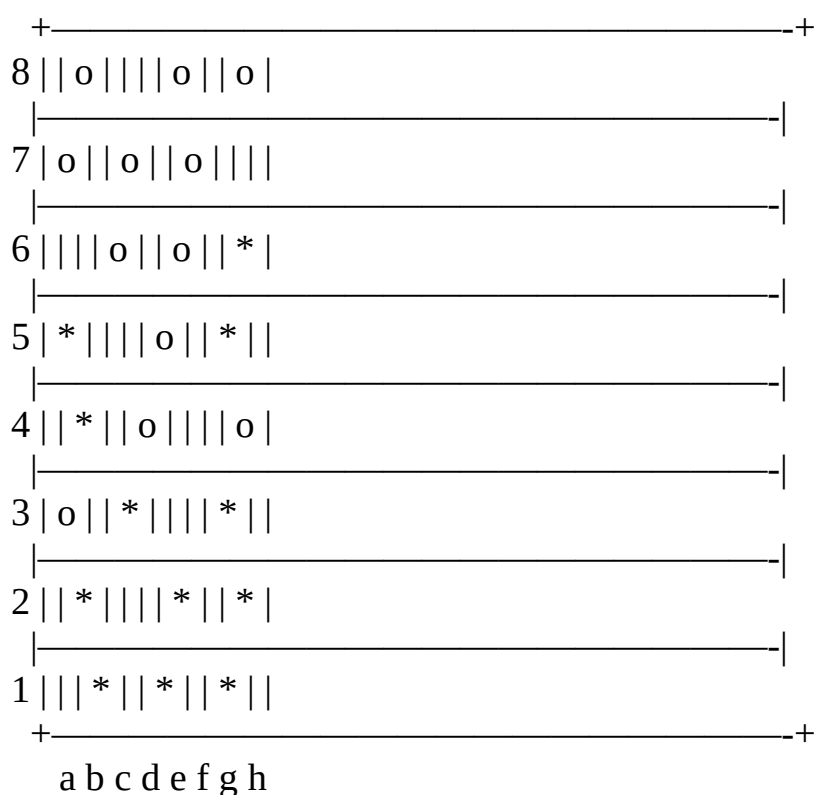 +———————————————————-+
8 | | o | | | | o | | o |
|———————————————————-|
7 | o | | o | | o | | | |
|———————————————————-|
6 | | | | o | | o | | * |
|———————————————————-|
5 | * | | | | o | | * | |
|———————————————————-|
4 | | * | | o | | | | o |
|———————————————————-|
3 | o | | * | | | | * | |
|———————————————————-|
2 | | * | | | | * | | * |
|———————————————————-|
1 | | | * | | * | | * | |
+———————————————————-+
a b c d e f g h